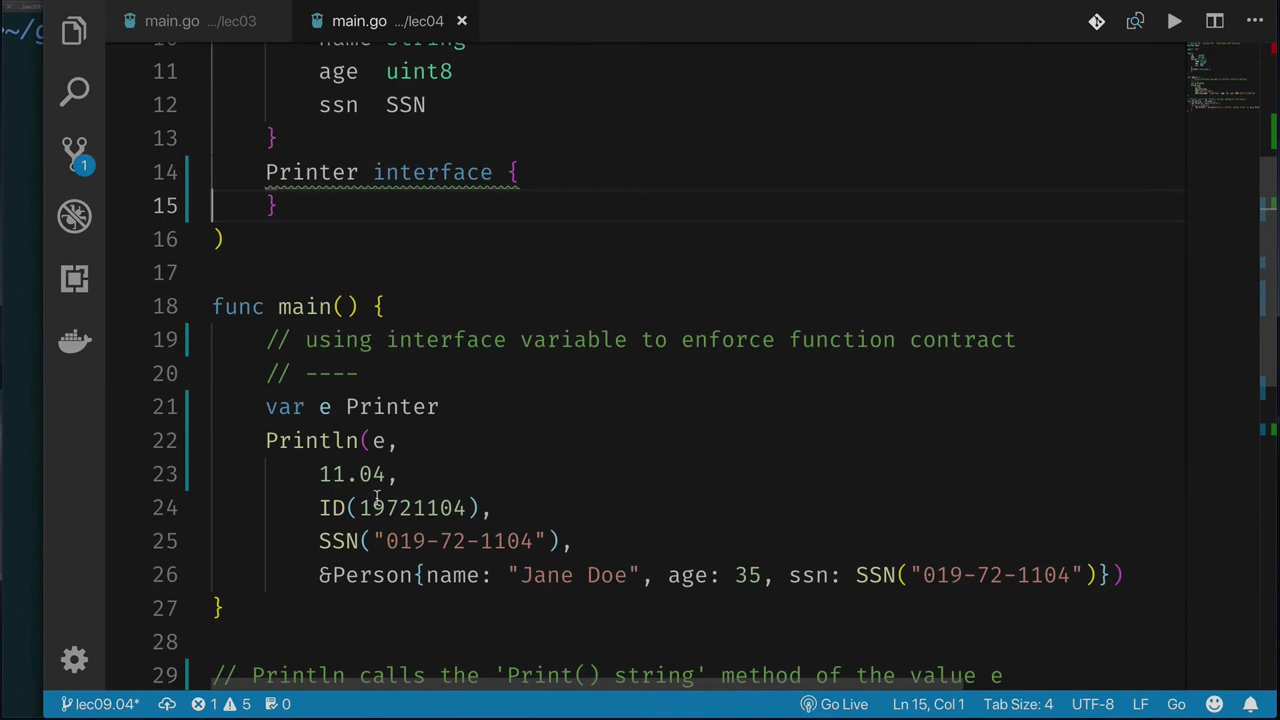 ~/g
main.go .../lec03
main.go .../lec04
10 name string
11 age uint8
12 ssn SSN
13 }
14 Printer interface {
15 }
16 )
17
18 func main() {
19 // using interface variable to enforce function contract
20 // ----
21 var e Printer
22 Println(e,
23 11.04,
24 ID(19721104),
25 SSN("019-72-1104"),
26 &Person{name: "Jane Doe", age: 35, ssn: SSN("019-72-1104")})
27 }
28
29 // Println calls the 'Print() string' method of the value e
1
lec09.04* 1 5 0 Go Live Ln 15, Col 1 Tab Size: 4 UTF-8 LF Go